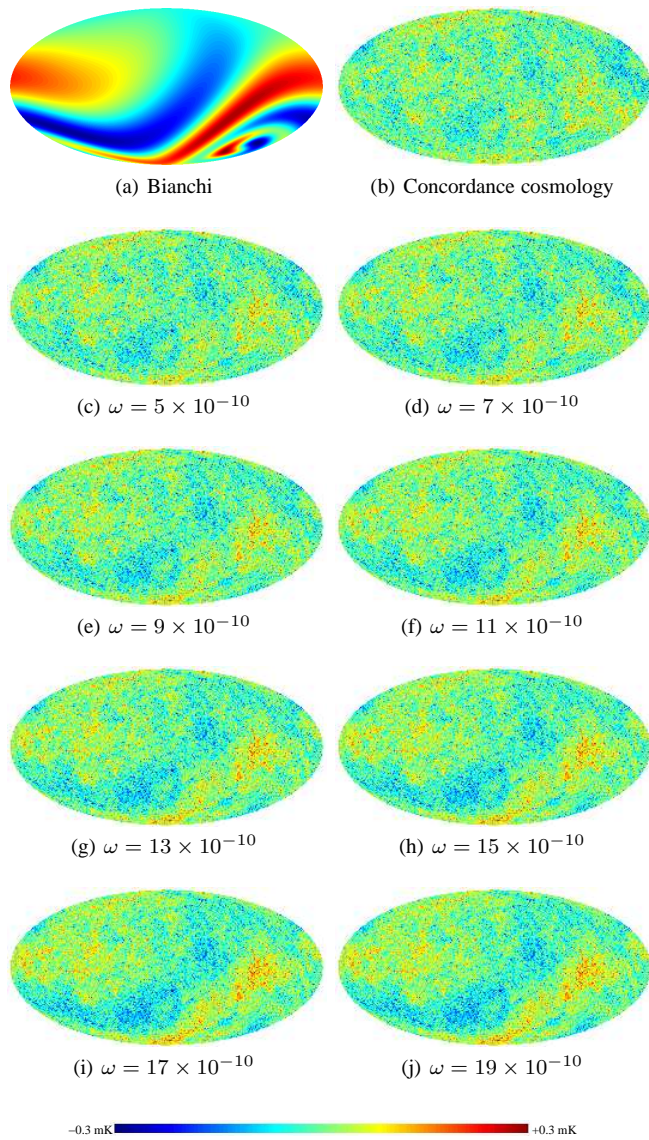 (a) Bianchi
(b) Concordance cosmology
(c) ω = 5 × 10⁻¹⁰
(d) ω = 7 × 10⁻¹⁰
(e) ω = 9 × 10⁻¹⁰
(f) ω = 11 × 10⁻¹⁰
(g) ω = 13 × 10⁻¹⁰
(h) ω = 15 × 10⁻¹⁰
(i) ω = 17 × 10⁻¹⁰
(j) ω = 19 × 10⁻¹⁰
−0.3 mK +0.3 mK